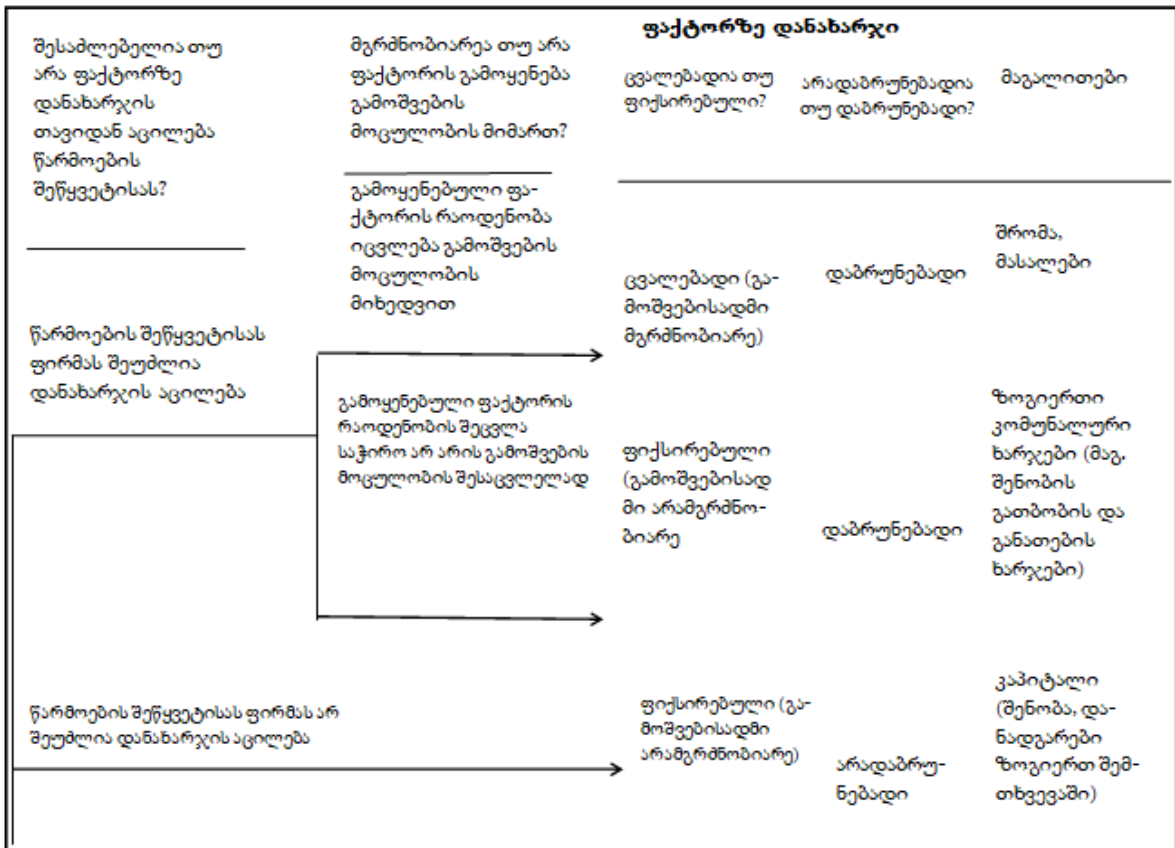 ფაქტორზე დანახარჯი
შესაძლებელია თუ
არა ფაქტორზე
დანახარჯის
თავიდან აცილება
წარმოების
შეწყვეტისას?
მგრძნობიარეა თუ არა
ფაქტორის გამოყენება
გამოშვების
მოცულობის მიმართ?
ცვალებადია თუ
ფიქსირებული?
არადაბრუნებადია
თუ დაბრუნებადი?
მაგალითები
წარმოების შეწყვეტისას
ფირმას შეუძლია
დანახარჯის აცილება
გამოყენებული ფა-
ქტორის რაოდენობა
იცვლება გამოშვების
მოცულობის
მიხედვით
ცვალებადი (გა-
მოშვებისადმი
მგრძნობიარე)
დაბრუნებადი
შრომა,
მასალები
გამოყენებული ფაქტორის
რაოდენობის შეცვლა
საჭირო არ არის გამოშვების
მოცულობის შესაცვლელად
ფიქსირებული
(გამოშვებისად
მი არამგრძნო-
ბიარე
დაბრუნებადი
ზოგიერთი
კომუნალური
ხარჯები (მაგ,
შენობის
გათბობის და
განათების
ხარჯები)
წარმოების შეწყვეტისას ფირმას არ
შეუძლია დანახარჯის აცილება
ფიქსირებული (გა-
მოშვებისადმი
არამგრძნობიარე)
არადაბრუ-
ნებადი
კაპიტალი
(შენობა, და-
ნადგარები
ზოგიერთ შემ-
თხვევაში)